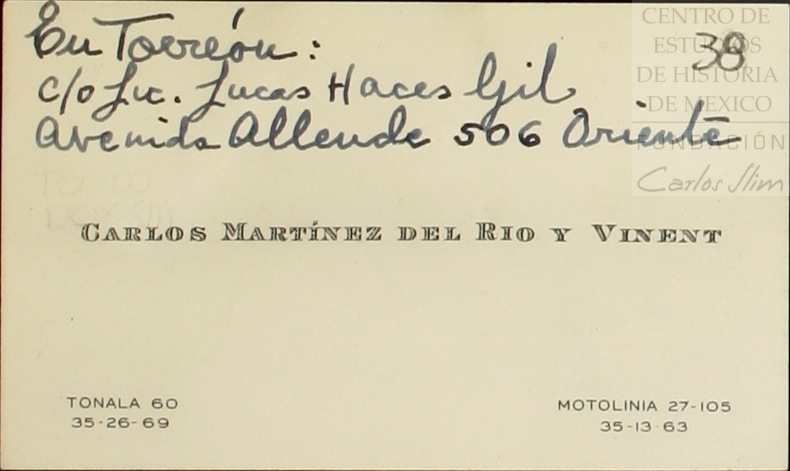 En Torreón:
c/o Lic. Lucas Haces Gil
Avenida Allende 506 Oriente
38
CENTRO DE
ESTUDIOS
DE HISTORIA
DE MEXICO
FUNDACIÓN
Carlos Slim
CARLOS MARTÍNEZ DEL RIO Y VINENT
TONALA 60
35-26-69
MOTOLINIA 27-105
35-13-63